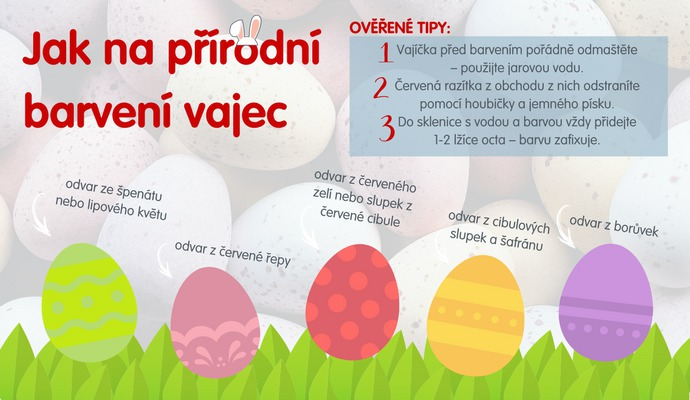 Jak na přírodní
barvení vajec
OVĚŘENÉ TIPY:
1 Vajíčka před barvením pořádně odmaštěte
– použijte jarovou vodu.
2 Červená razítka z obchodu z nich odstraníte
pomocí houbičky a jemného písku.
3 Do sklenice s vodou a barvou vždy přidejte
1-2 lžíce octa – barvu zafixuje.
odvar ze špenátu
nebo lipového květu
odvar z červené řepy
odvar z červeného
zelí nebo slupek z
červené cibule
odvar z cibulových
slupek a šafránu
odvar z borůvek